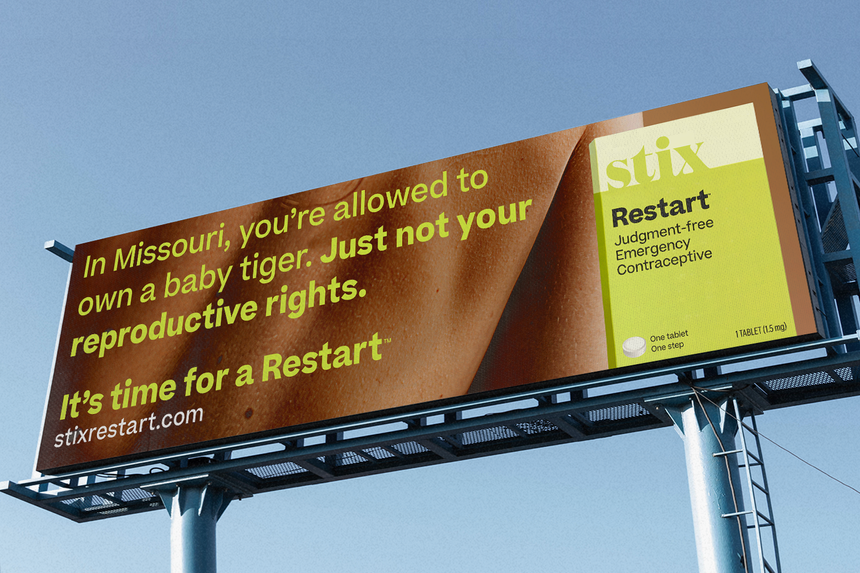 In Missouri, you're allowed to
own a baby tiger. Just not your
reproductive rights.
It's time for a Restart™
stixrestart.com
stix
Restart
Judgment-free
Emergency
Contraceptive
One tablet
One step
1 TABLET (1.5 mg)